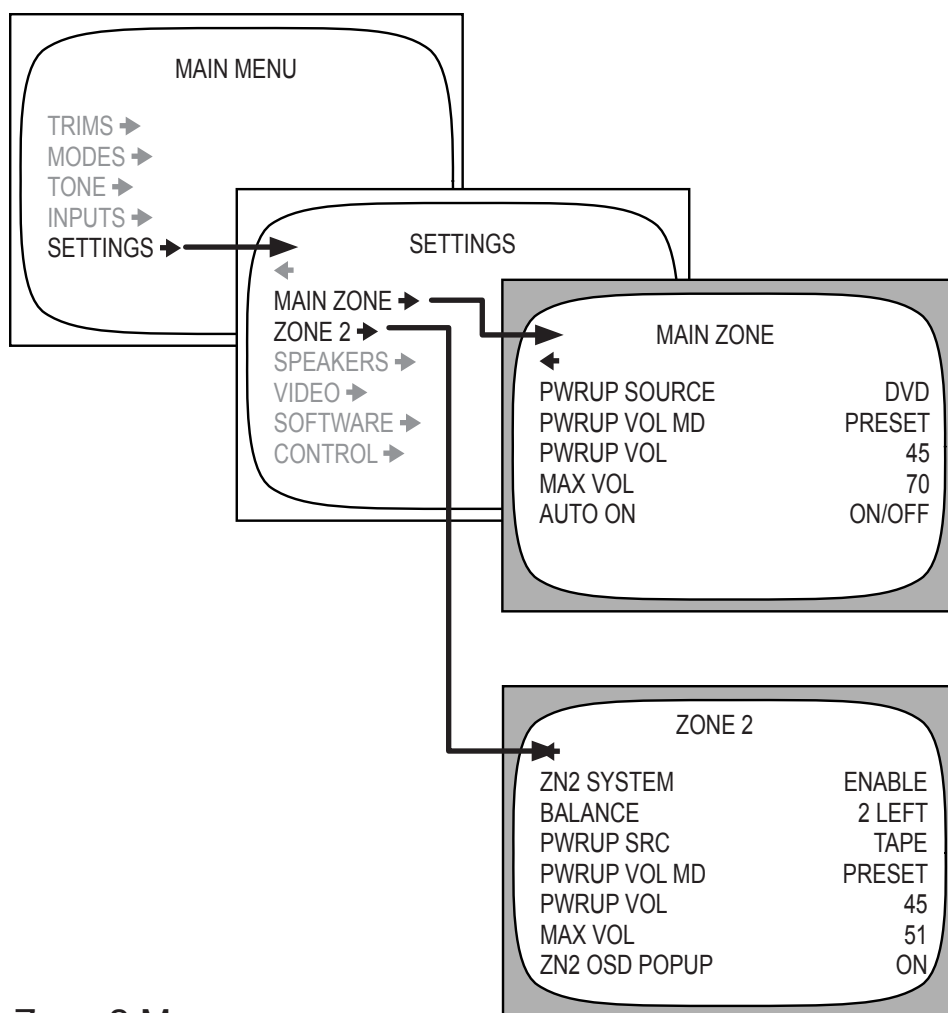 MAIN MENU
TRIMS
MODES
TONE
INPUTS
SETTINGS
SETTINGS
MAIN ZONE
ZONE 2
SPEAKERS
VIDEO
SOFTWARE
CONTROL
MAIN ZONE
PWRUP SOURCE DVD
PWRUP VOL MD PRESET
PWRUP VOL 45
MAX VOL 70
AUTO ON ON/OFF
ZONE 2
ZN2 SYSTEM ENABLE
BALANCE 2 LEFT
PWRUP SRC TAPE
PWRUP VOL MD PRESET
PWRUP VOL 45
MAX VOL 51
ZN2 OSD POPUP ON